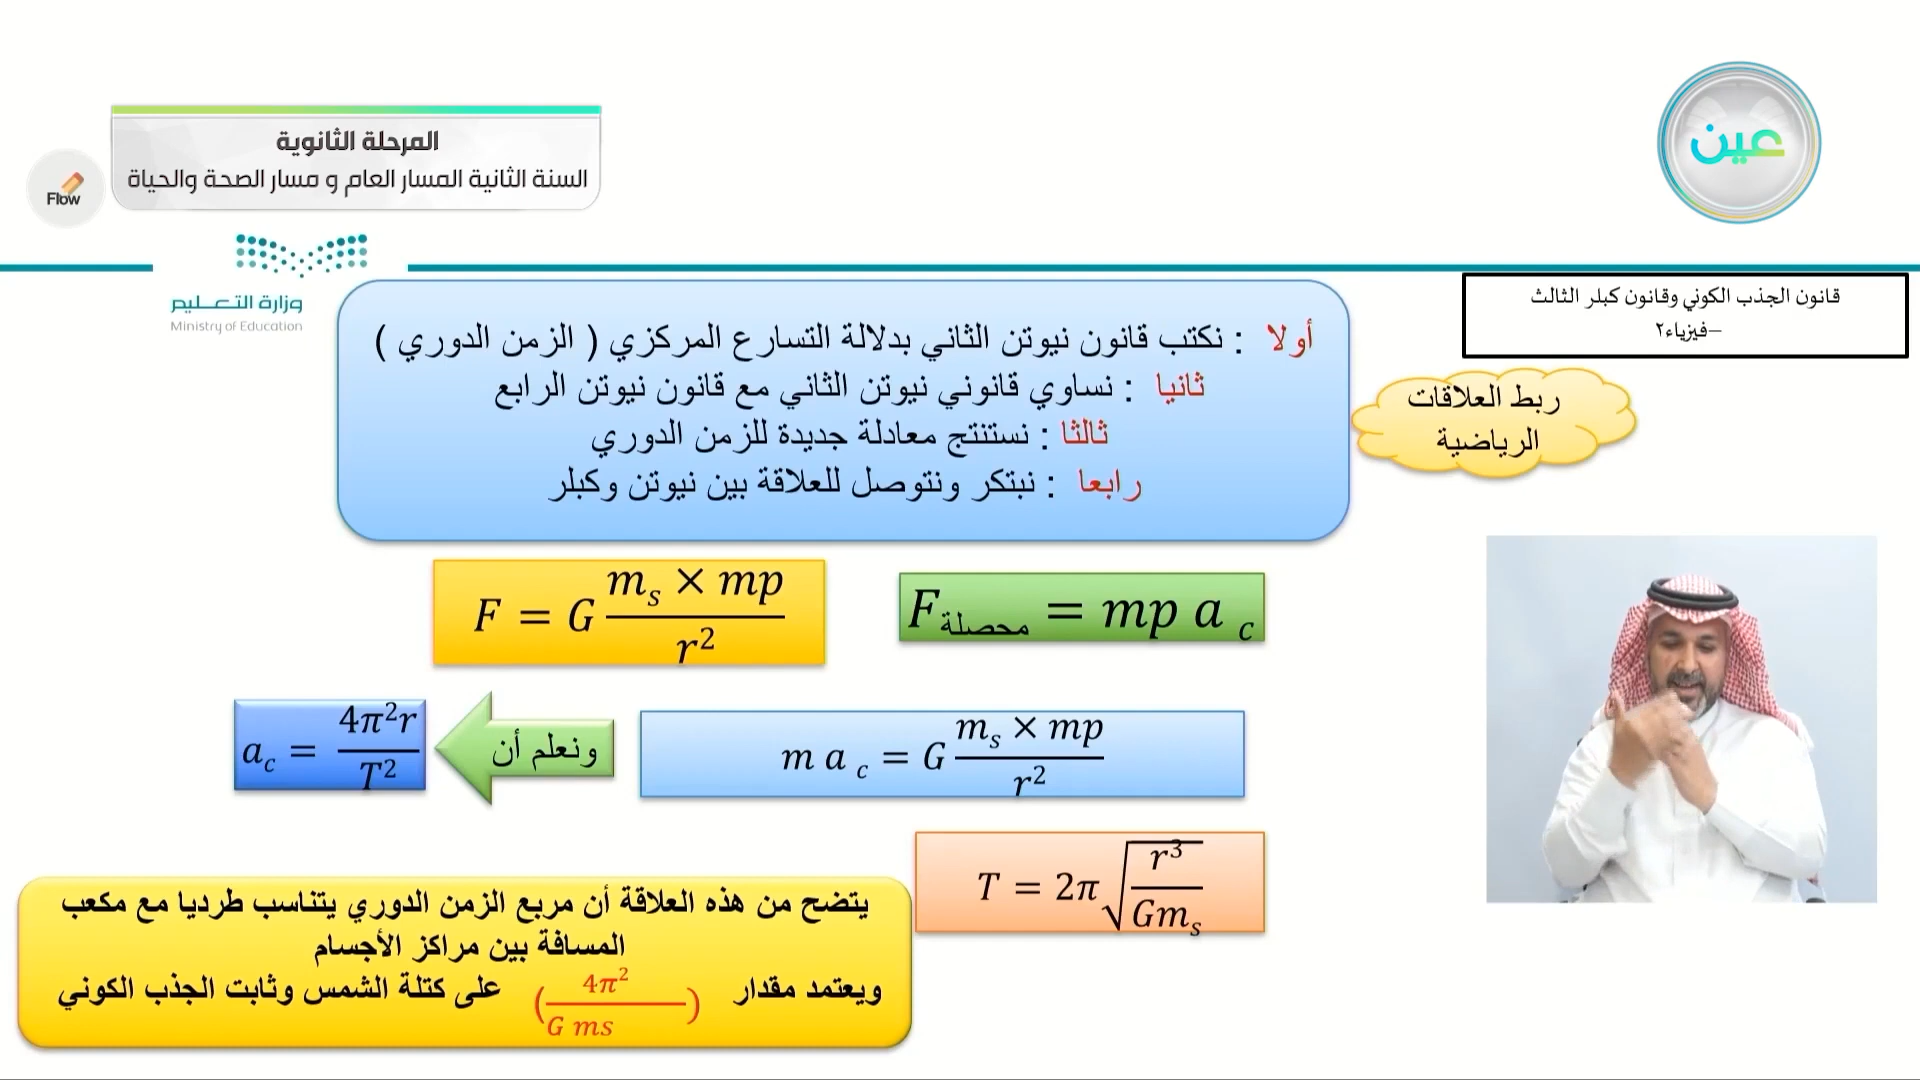 المرحلة الثانوية
السنة الثانية المسار العام و مسار الصحة والحياة
Flow
عين
وزارة التعليم
Ministry of Education
قانون الجذب الكوني وقانون كبلر الثالث
–فيزياء٢
ربط العلاقات
الرياضية
أولا : نكتب قانون نيوتن الثاني بدلالة التسارع المركزي ( الزمن الدوري )
ثانيا : نساوي قانوني نيوتن الثاني مع قانون نيوتن الرابع
ثالثا : نستنتج معادلة جديدة للزمن الدوري
رابعا : نبتكر ونتوصل للعلاقة بين نيوتن وكبلر
F محصلة = mp a c
F = G (m_s × mp) / r²
m a c = G (m_s × mp) / r²
ونعلم أن
a_c = 4π²r / T²
T = 2π √(r³ / Gm_s)
يتضح من هذه العلاقة أن مربع الزمن الدوري يتناسب طرديا مع مكعب
المسافة بين مراكز الأجسام
ويعتمد مقدار (4π² / G ms) على كتلة الشمس وثابت الجذب الكوني